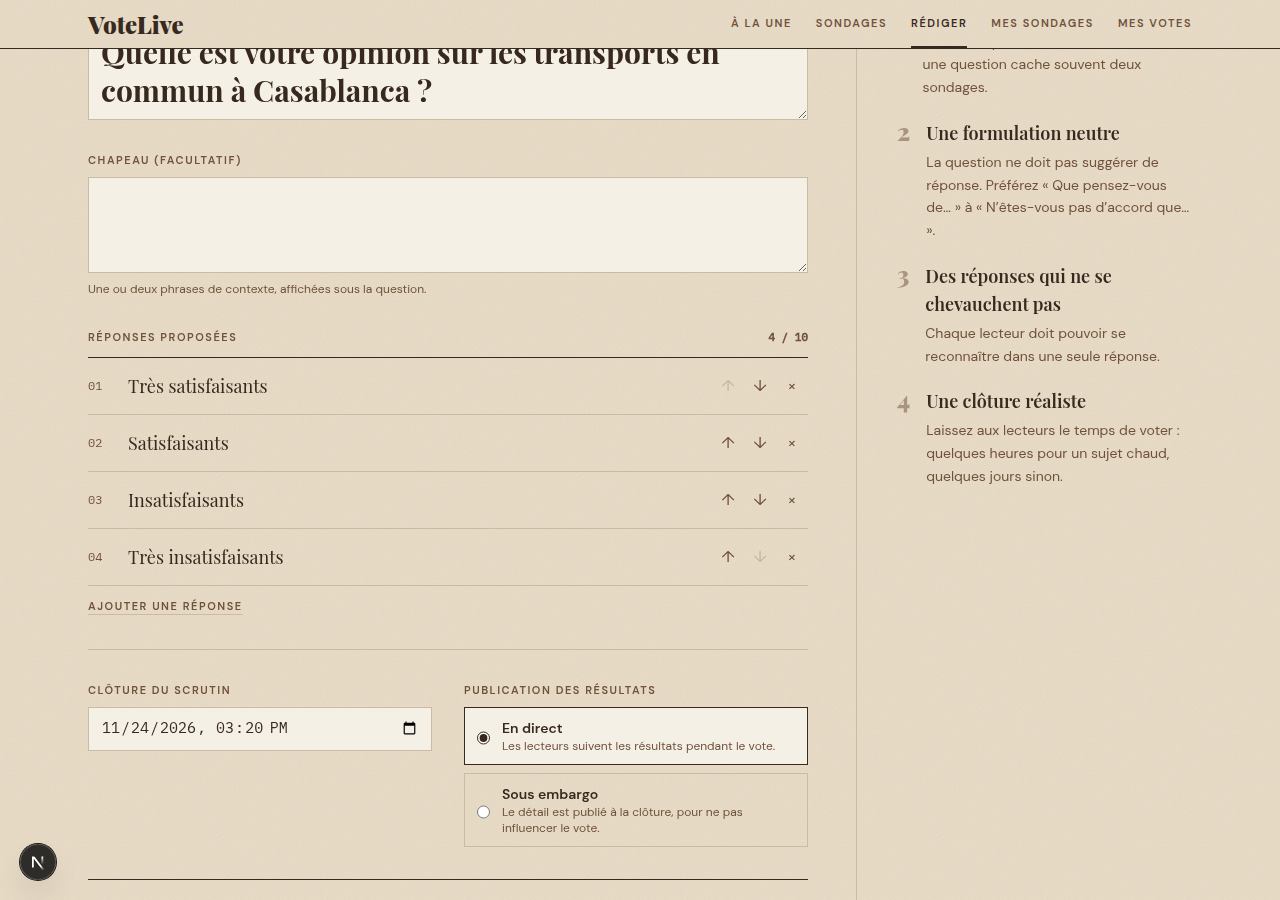 VoteLive
À LA UNE
SONDAGES
RÉDIGER
MES SONDAGES
MES VOTES
Quelle est votre opinion sur les transports en
commun à Casablanca ?
CHAPEAU (FACULTATIF)
Une ou deux phrases de contexte, affichées sous la question.
RÉPONSES PROPOSÉES
4 / 10
01 Très satisfaisants
02 Satisfaisants
03 Insatisfaisants
04 Très insatisfaisants
AJOUTER UNE RÉPONSE
CLÔTURE DU SCRUTIN
11/24/2026, 03:20 PM
PUBLICATION DES RÉSULTATS
En direct
Les lecteurs suivent les résultats pendant le vote.
Sous embargo
Le détail est publié à la clôture, pour ne pas
influencer le vote.
une question cache souvent deux
sondages.
2 Une formulation neutre
La question ne doit pas suggérer de
réponse. Préférez « Que pensez-vous
de… » à « N’êtes-vous pas d’accord que…
».
3 Des réponses qui ne se
chevauchent pas
Chaque lecteur doit pouvoir se
reconnaître dans une seule réponse.
4 Une clôture réaliste
Laissez aux lecteurs le temps de voter :
quelques heures pour un sujet chaud,
quelques jours sinon.
N